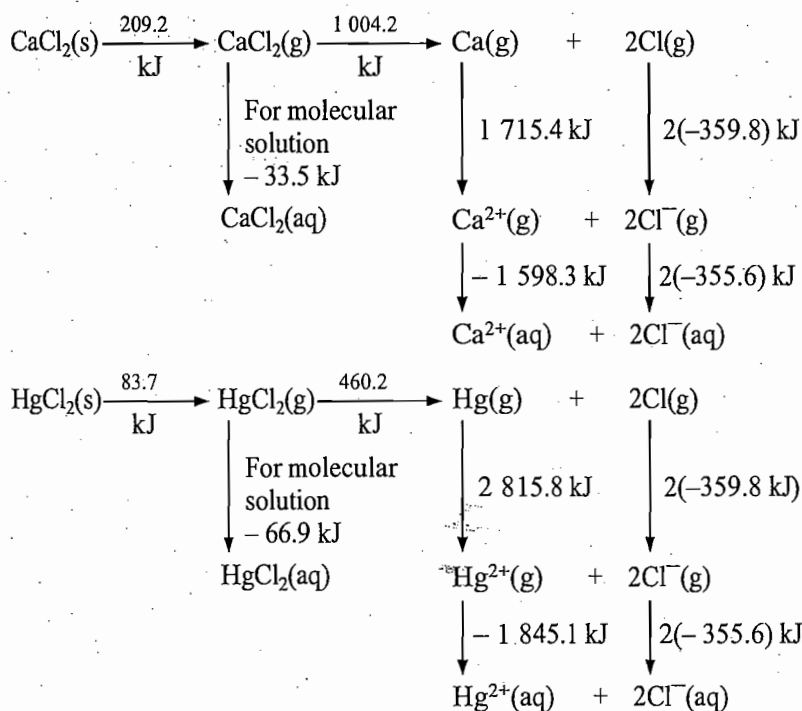 CaCl₂(s) 209.2 kJ CaCl₂(g) 1 004.2 kJ Ca(g) + 2Cl(g)
For molecular
solution
– 33.5 kJ
1 715.4 kJ 2(–359.8) kJ
CaCl₂(aq) Ca²⁺(g) + 2Cl⁻(g)
– 1 598.3 kJ 2(–355.6) kJ
Ca²⁺(aq) + 2Cl⁻(aq)
HgCl₂(s) 83.7 kJ HgCl₂(g) 460.2 kJ Hg(g) + 2Cl(g)
For molecular
solution
– 66.9 kJ
2 815.8 kJ 2(–359.8 kJ)
HgCl₂(aq) Hg²⁺(g) + 2Cl⁻(g)
– 1.845.1 kJ 2(– 355.6) kJ
Hg²⁺(aq) + 2Cl⁻(aq)